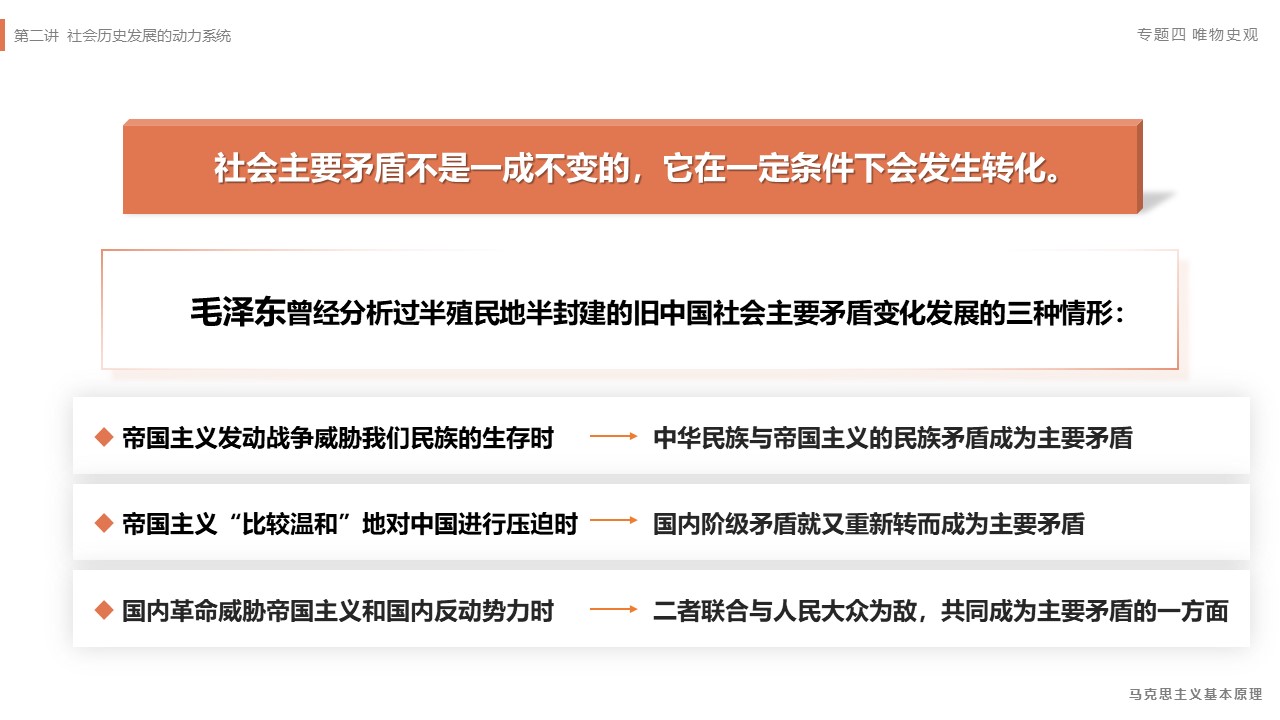 第二讲 社会历史发展的动力系统
专题四 唯物史观
社会主要矛盾不是一成不变的，它在一定条件下会发生转化。
毛泽东曾经分析过半殖民地半封建的旧中国社会主要矛盾变化发展的三种情形：
帝国主义发动战争威胁我们民族的生存时 → 中华民族与帝国主义的民族矛盾成为主要矛盾
帝国主义“比较温和”地对中国进行压迫时 → 国内阶级矛盾就又重新转而成为主要矛盾
国内革命威胁帝国主义和国内反动势力时 → 二者联合与人民大众为敌，共同成为主要矛盾的一方面
马克思主义基本原理